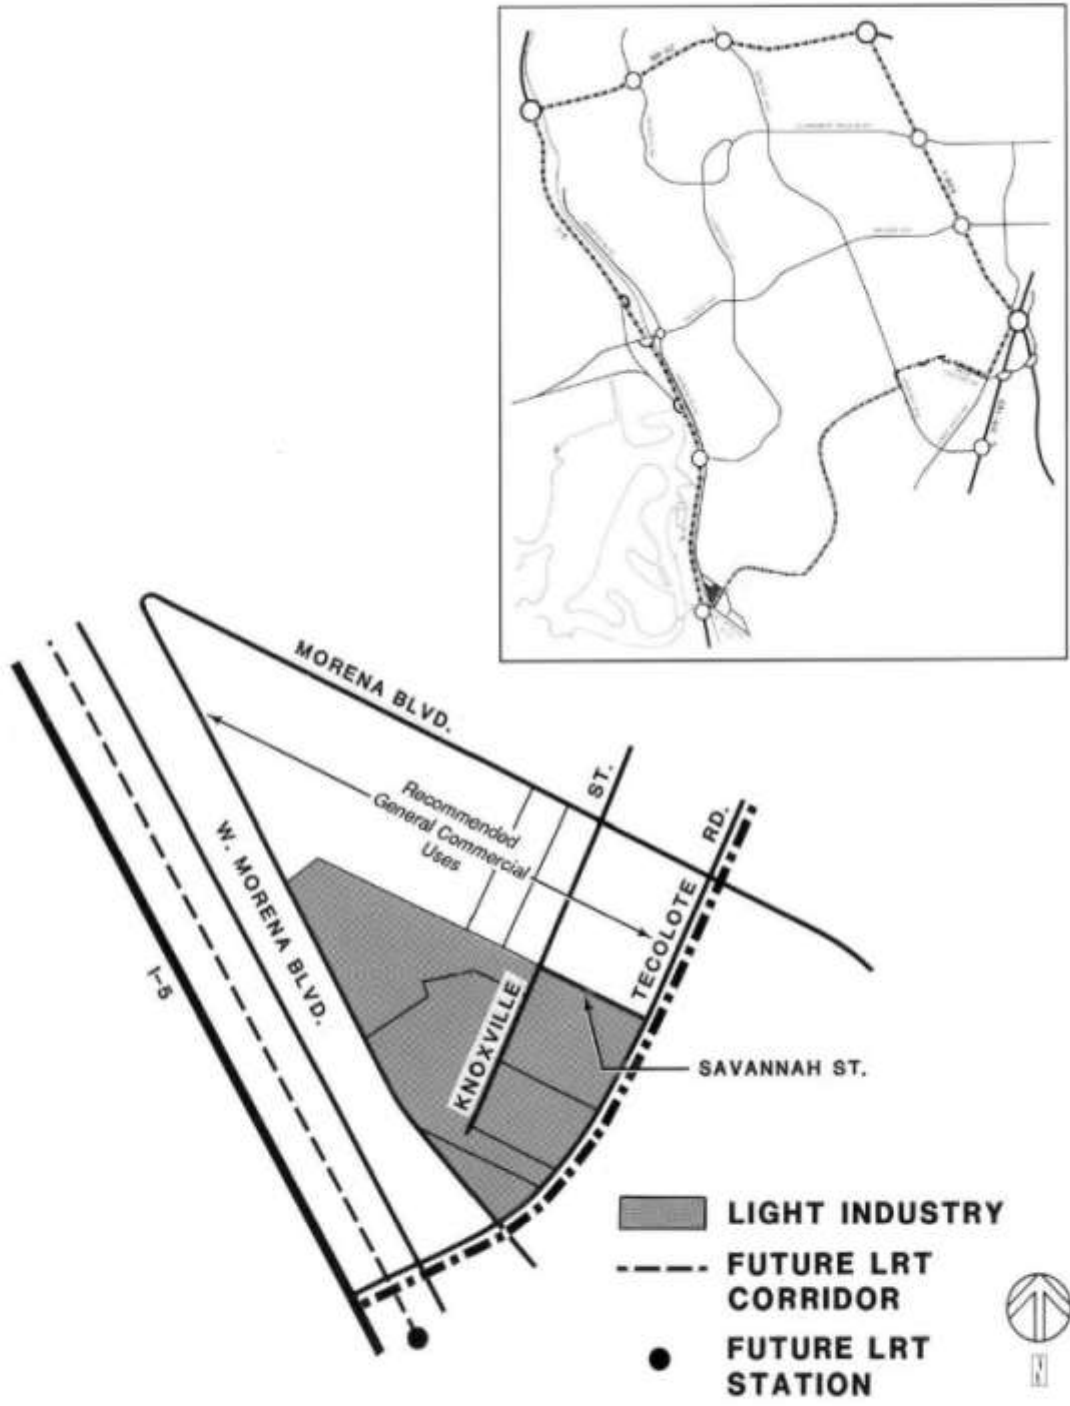 MORENA BLVD.
ST.
RD.
Recommended
General Commercial
Uses
W. MORENA BLVD.
TECOLOTE
I-5
KNOXVILLE
SAVANNAH ST.
LIGHT INDUSTRY
FUTURE LRT
CORRIDOR
FUTURE LRT
STATION
N